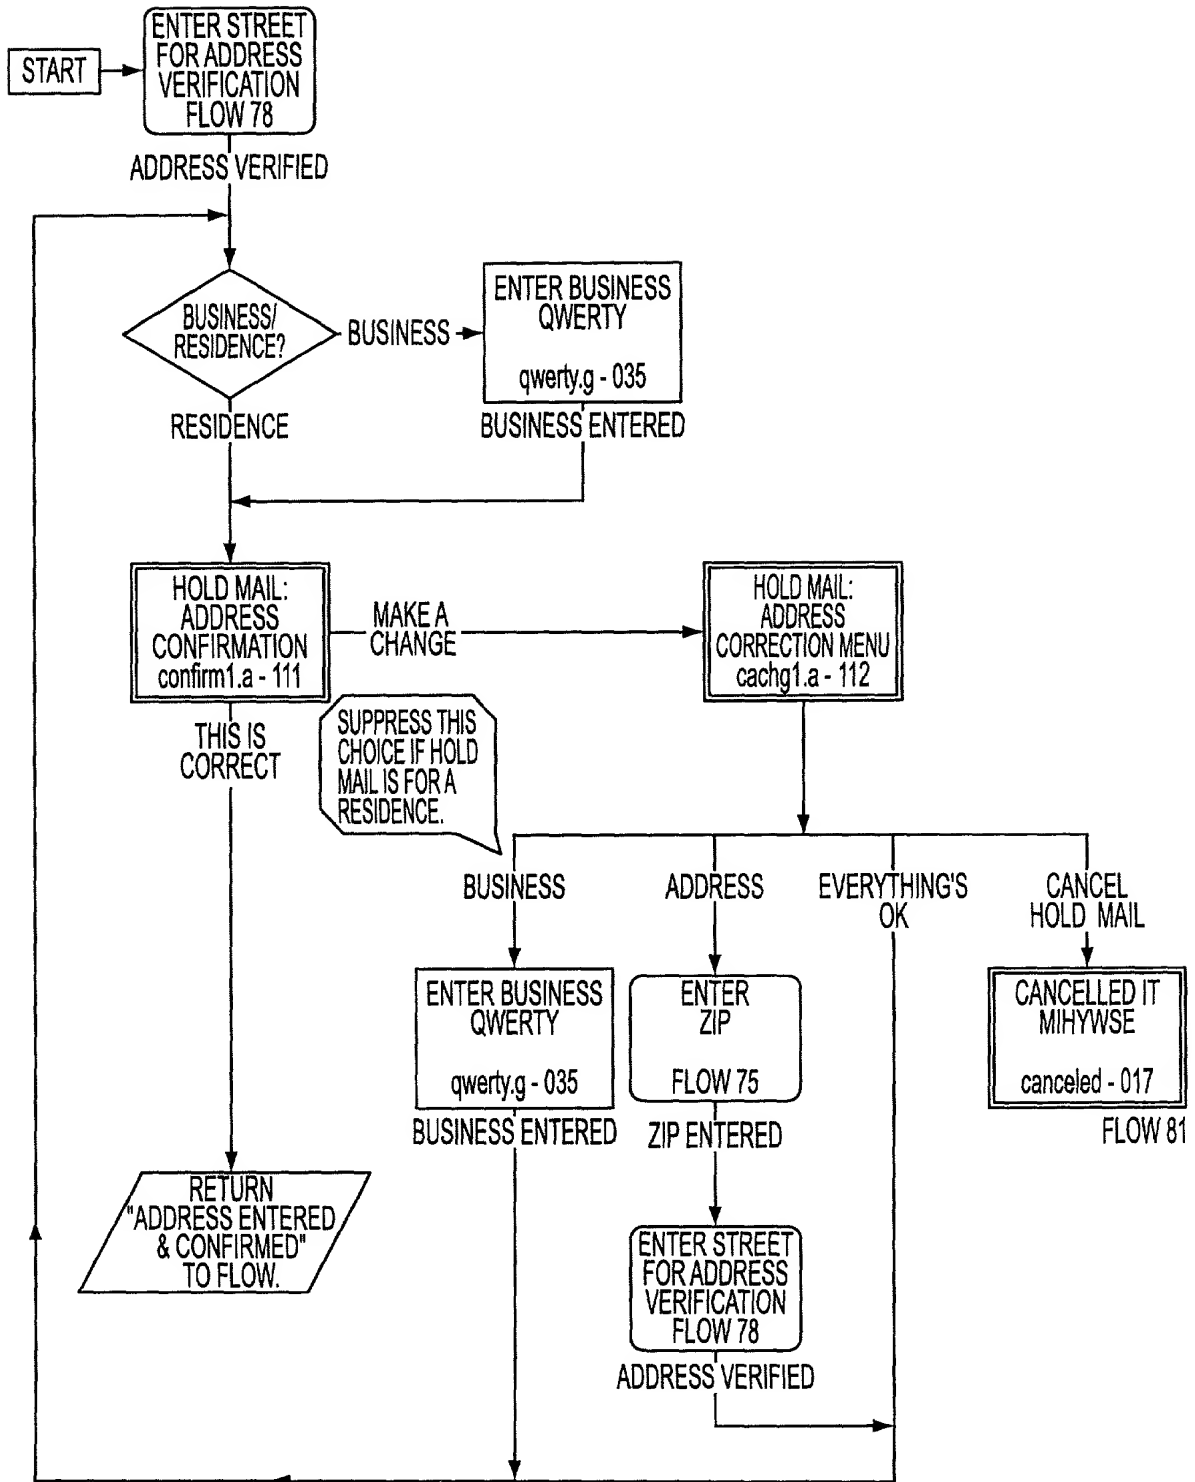 START
ENTER STREET
FOR ADDRESS
VERIFICATION
FLOW 78
ADDRESS VERIFIED
BUSINESS/
RESIDENCE?
BUSINESS
ENTER BUSINESS
QWERTY
qwerty.g - 035
RESIDENCE
BUSINESS ENTERED
HOLD MAIL:
ADDRESS
CONFIRMATION
confirm1.a - 111
MAKE A
CHANGE
HOLD MAIL:
ADDRESS
CORRECTION MENU
cachg1.a - 112
THIS IS
CORRECT
SUPPRESS THIS
CHOICE IF HOLD
MAIL IS FOR A
RESIDENCE.
BUSINESS
ADDRESS
EVERYTHING'S
OK
CANCEL
HOLD MAIL
ENTER BUSINESS
QWERTY
qwerty.g - 035
BUSINESS ENTERED
ENTER
ZIP
FLOW 75
ZIP ENTERED
CANCELLED IT
MIHYWSE
canceled - 017
FLOW 81
RETURN
"ADDRESS ENTERED
& CONFIRMED"
TO FLOW.
ENTER STREET
FOR ADDRESS
VERIFICATION
FLOW 78
ADDRESS VERIFIED